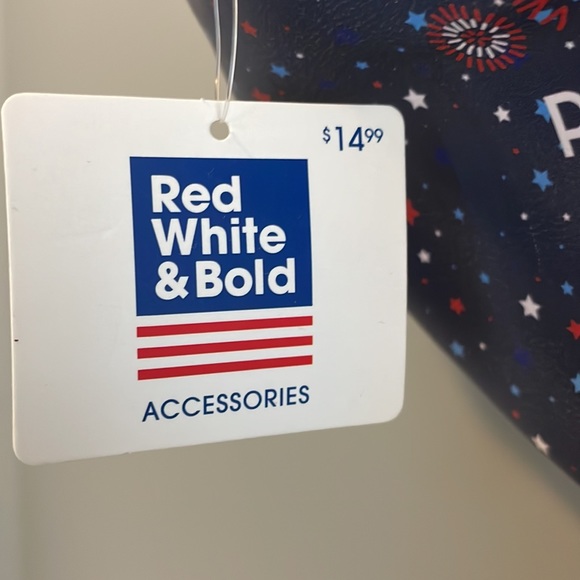 $14.99
Red
White
& Bold
ACCESSORIES
P